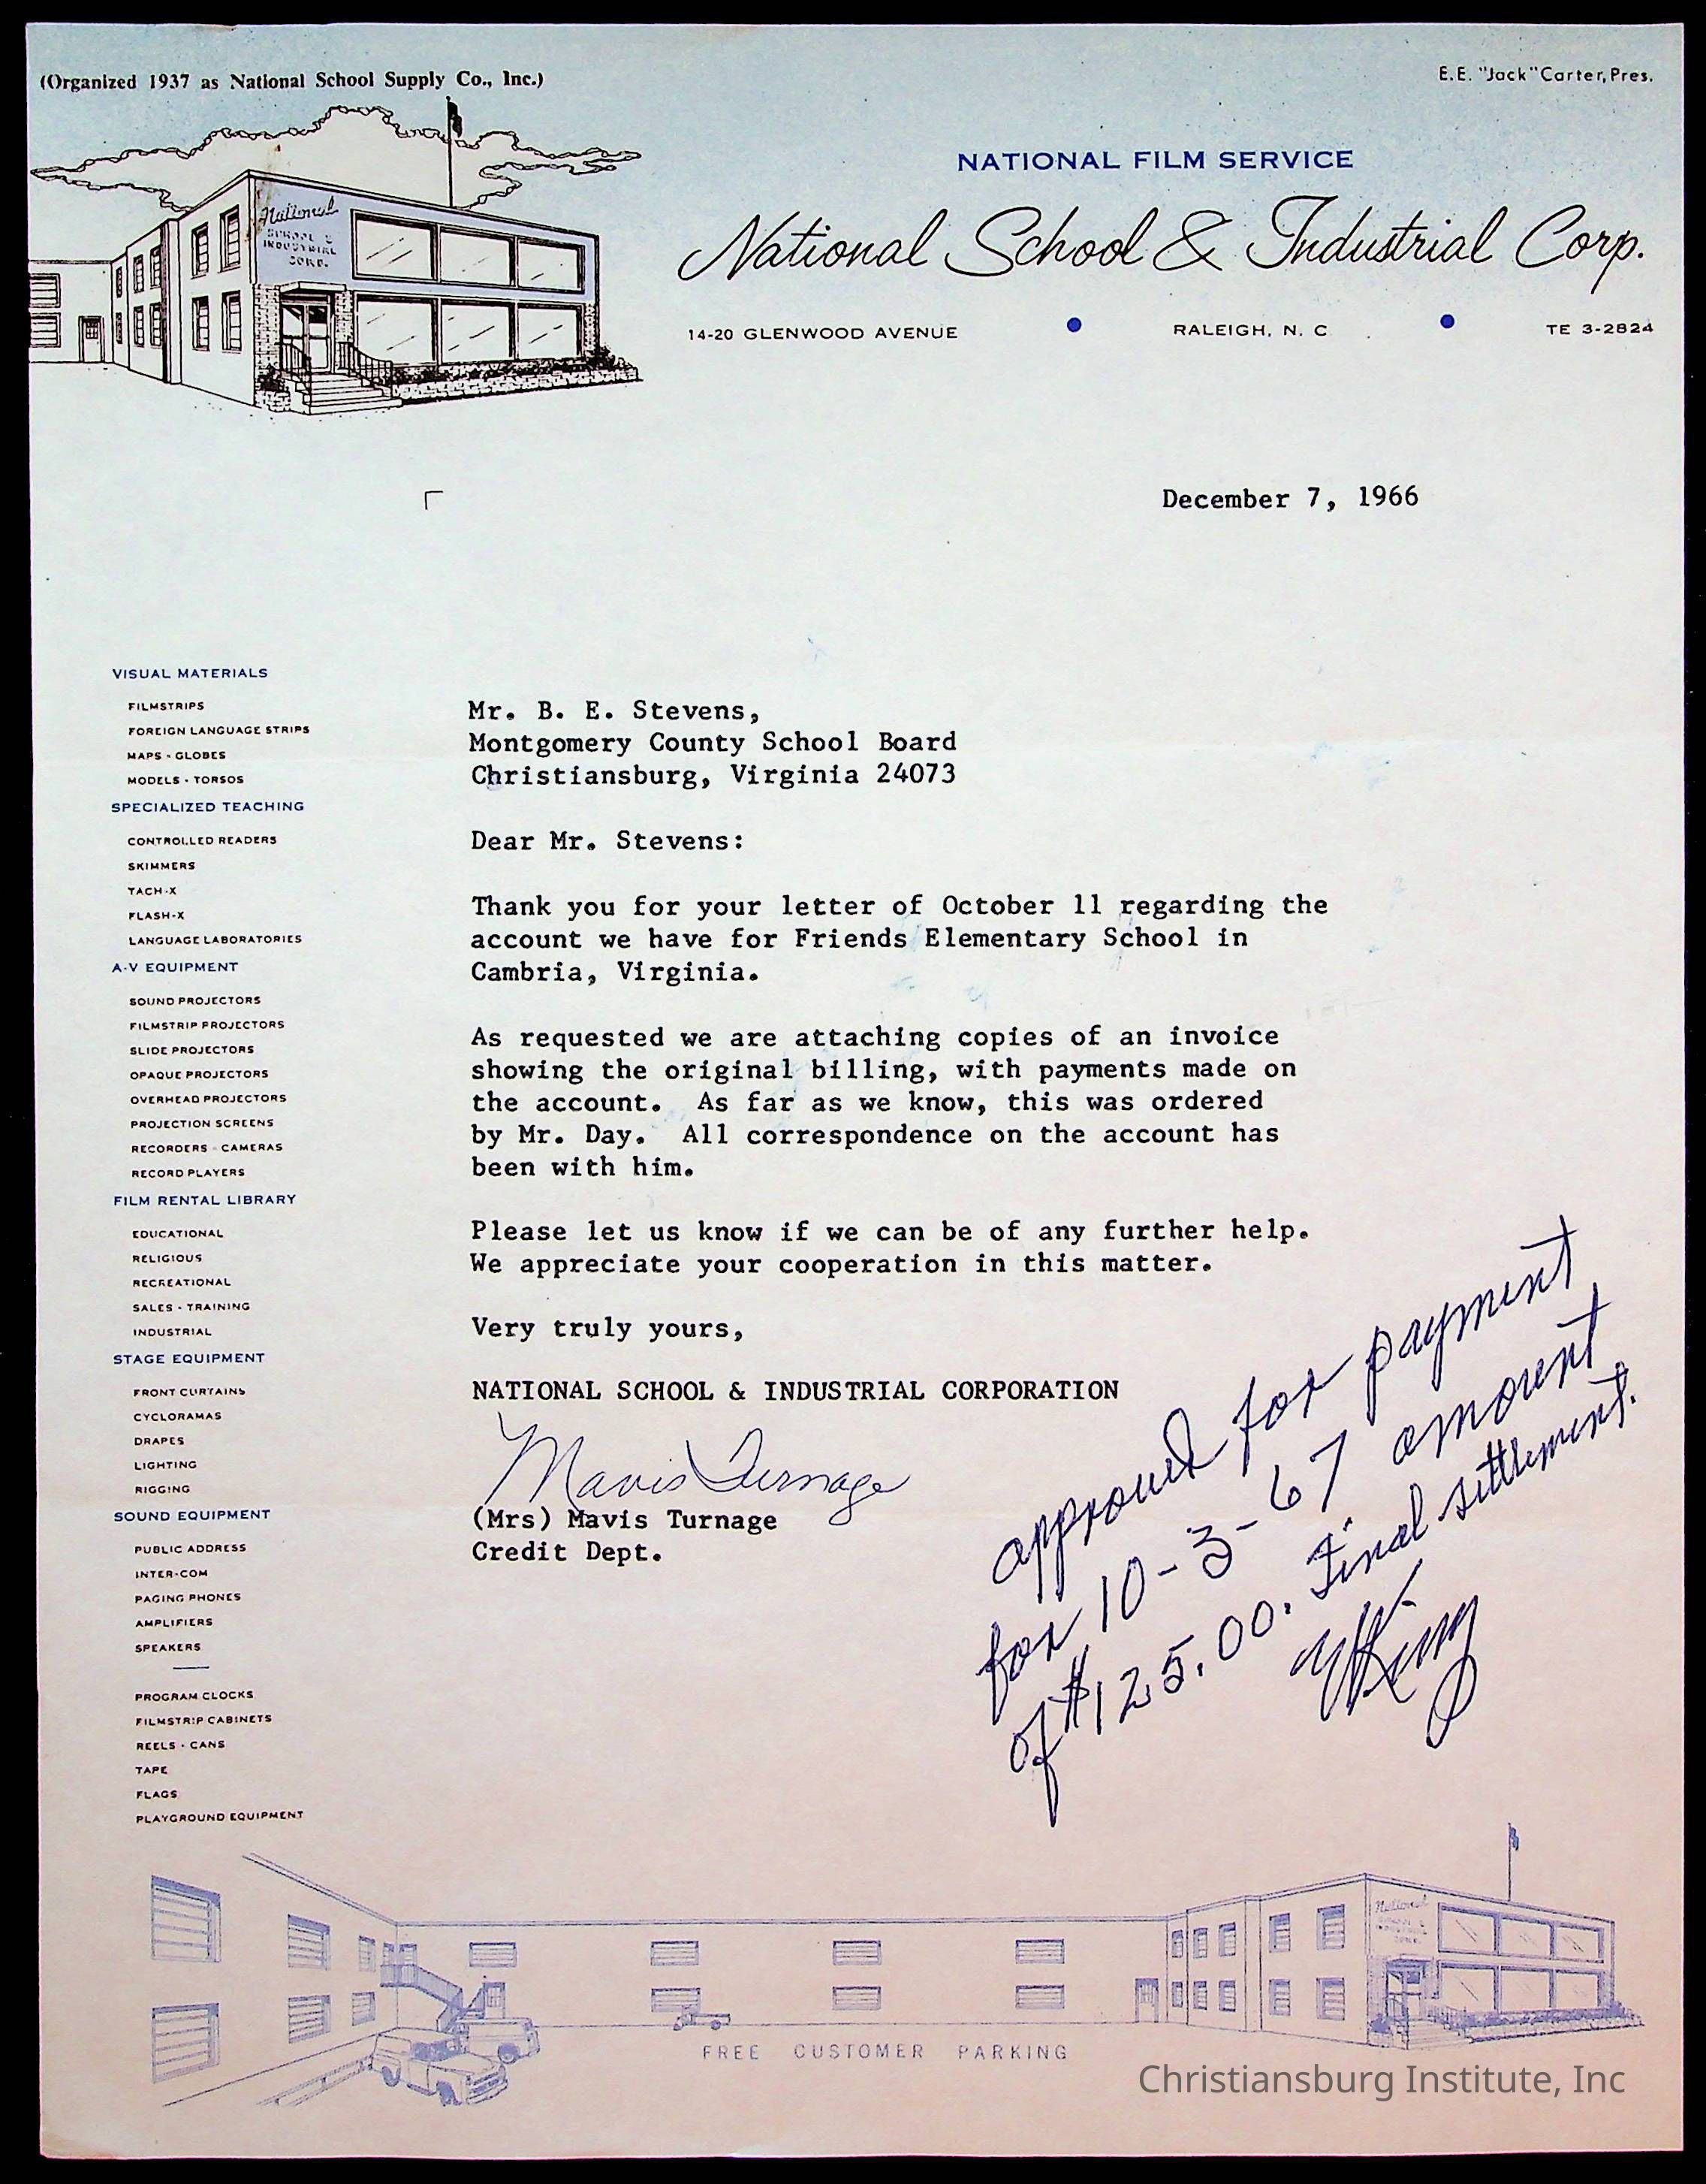 (Organized 1937 as National School Supply Co., Inc.)
E.E. "Jack" Carter, Pres.
National
SCHOOL &
INDUSTRIAL
CORP.
NATIONAL FILM SERVICE
National School & Industrial Corp.
14-20 GLENWOOD AVENUE • RALEIGH, N. C. • TE 3-2824
December 7, 1966
VISUAL MATERIALS
FILMSTRIPS
FOREIGN LANGUAGE STRIPS
MAPS - GLOBES
MODELS - TORSOS
SPECIALIZED TEACHING
CONTROLLED READERS
SKIMMERS
TACH-X
FLASH-X
LANGUAGE LABORATORIES
A-V EQUIPMENT
SOUND PROJECTORS
FILMSTRIP PROJECTORS
SLIDE PROJECTORS
OPAQUE PROJECTORS
OVERHEAD PROJECTORS
PROJECTION SCREENS
RECORDERS - CAMERAS
RECORD PLAYERS
FILM RENTAL LIBRARY
EDUCATIONAL
RELIGIOUS
RECREATIONAL
SALES - TRAINING
INDUSTRIAL
STAGE EQUIPMENT
FRONT CURTAINS
CYCLORAMAS
DRAPES
LIGHTING
RIGGING
SOUND EQUIPMENT
PUBLIC ADDRESS
INTER-COM
PAGING PHONES
AMPLIFIERS
SPEAKERS
PROGRAM CLOCKS
FILMSTRIP CABINETS
REELS - CANS
TAPE
FLAGS
PLAYGROUND EQUIPMENT
Mr. B. E. Stevens,
Montgomery County School Board
Christiansburg, Virginia 24073
Dear Mr. Stevens:
Thank you for your letter of October 11 regarding the
account we have for Friends Elementary School in
Cambria, Virginia.
As requested we are attaching copies of an invoice
showing the original billing, with payments made on
the account. As far as we know, this was ordered
by Mr. Day. All correspondence on the account has
been with him.
Please let us know if we can be of any further help.
We appreciate your cooperation in this matter.
Very truly yours,
NATIONAL SCHOOL & INDUSTRIAL CORPORATION
Mavis Turnage
(Mrs) Mavis Turnage
Credit Dept.
approved for payment
for 10-3-67 amount
of $125.00. Final settlement.
King
National
FREE CUSTOMER PARKING
Christiansburg Institute, Inc